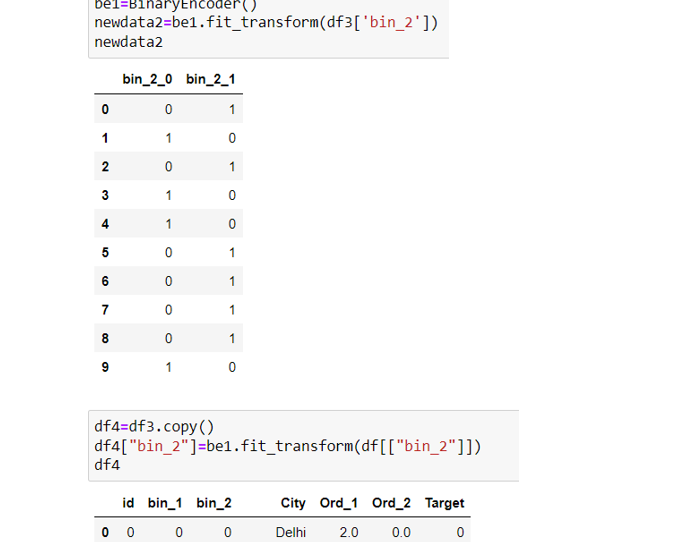 be1=BinaryEncoder()
newdata2=be1.fit_transform(df3['bin_2'])
newdata2
bin_2_0 bin_2_1
0 0 1
1 1 0
2 0 1
3 1 0
4 1 0
5 0 1
6 0 1
7 0 1
8 0 1
9 1 0
df4=df3.copy()
df4["bin_2"]=be1.fit_transform(df[["bin_2"]])
df4
id bin_1 bin_2 City Ord_1 Ord_2 Target
0 0 0 0 Delhi 2.0 0.0 0